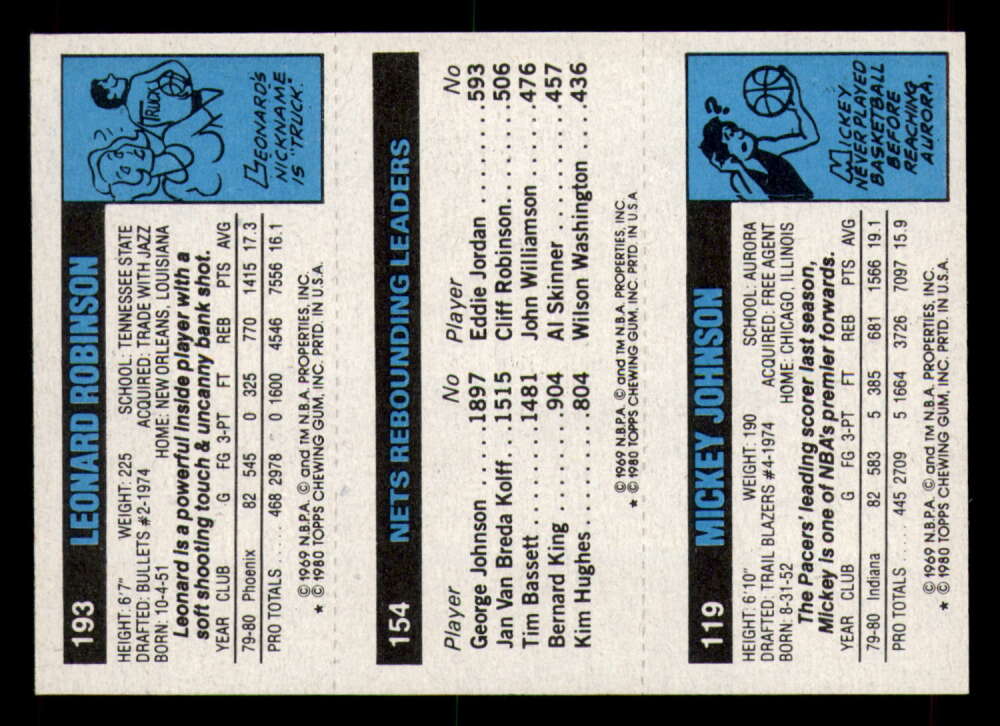 193 LEONARD ROBINSON
HEIGHT: 6'7" WEIGHT: 225 SCHOOL: TENNESSEE STATE
DRAFTED: BULLETS #2-1974 ACQUIRED: TRADE WITH JAZZ
BORN: 10-4-51 HOME: NEW ORLEANS, LOUISIANA
Leonard is a powerful inside player with a
soft shooting touch & uncanny bank shot.
YEAR CLUB G FG 3-PT FT REB PTS AVG
79-80 Phoenix 82 545 0 325 770 1415 17.3
PRO TOTALS ..... 468 2978 0 1600 4546 7556 16.1
© 1969 N.B.P.A. © and TM N.B.A. PROPERTIES, INC.
★ © 1980 TOPPS CHEWING GUM, INC. PRTD. IN U.S.A.
TRUCK
?
LEONARD'S
NICKNAME
IS "TRUCK."
154 NETS REBOUNDING LEADERS
Player No Player No
George Johnson .....1897 Eddie Jordan ........593
Jan Van Breda Kolff...1515 Cliff Robinson........506
Tim Bassett .........1481 John Williamson .....476
Bernard King .........904 Al Skinner ..........457
Kim Hughes...........804 Wilson Washington ....436
© 1969 N.B.P.A. © and TM N.B.A. PROPERTIES, INC.
★ © 1980 TOPPS CHEWING GUM, INC. PRTD. IN U.S.A
119 MICKEY JOHNSON
HEIGHT: 6'10" WEIGHT: 190 SCHOOL: AURORA
DRAFTED: TRAIL BLAZERS #4-1974 ACQUIRED: FREE AGENT
BORN: 8-31-52 HOME: CHICAGO, ILLINOIS
The Pacers' leading scorer last season,
Mickey is one of NBA's premier forwards.
YEAR CLUB G FG 3-PT FT REB PTS AVG
79-80 Indiana 82 583 5 385 681 1566 19.1
PRO TOTALS ..... 445 2709 5 1664 3726 7097 15.9
© 1969 N.B.P.A. © and TM N.B.A. PROPERTIES, INC.
★ © 1980 TOPPS CHEWING GUM, INC. PRTD. IN U.S.A.
?
MICKEY
NEVER PLAYED
BASKETBALL
BEFORE
REACHING
AURORA.